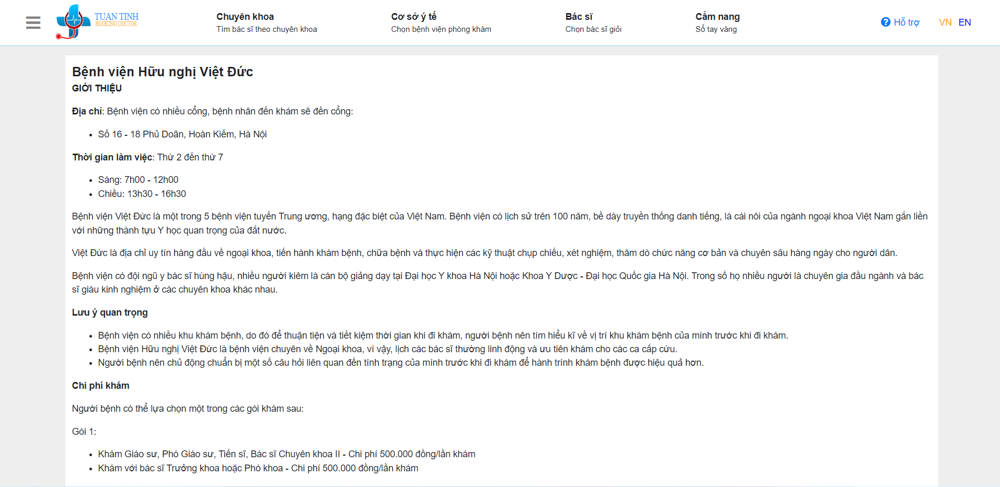 TUAN TINH
BOOKING DOCTOR
Chuyên khoa
Tìm bác sĩ theo chuyên khoa
Cơ sở y tế
Chọn bệnh viện phòng khám
Bác sĩ
Chọn bác sĩ giỏi
Cẩm nang
Sổ tay vàng
Hỗ trợ
VN EN
Bệnh viện Hữu nghị Việt Đức
GIỚI THIỆU
Địa chỉ: Bệnh viện có nhiều cổng, bệnh nhân đến khám sẽ đến cổng:
• Số 16 - 18 Phủ Doãn, Hoàn Kiếm, Hà Nội
Thời gian làm việc: Thứ 2 đến thứ 7
• Sáng: 7h00 - 12h00
• Chiều: 13h30 - 16h30
Bệnh viện Việt Đức là một trong 5 bệnh viện tuyến Trung ương, hạng đặc biệt của Việt Nam. Bệnh viện có lịch sử trên 100 năm, bề dày truyền thống danh tiếng, là cái nôi của ngành ngoại khoa Việt Nam gắn liền
với những thành tựu Y học quan trọng của đất nước.
Việt Đức là địa chỉ uy tín hàng đầu về ngoại khoa, tiến hành khám bệnh, chữa bệnh và thực hiện các kỹ thuật chụp chiếu, xét nghiệm, thăm dò chức năng cơ bản và chuyên sâu hàng ngày cho người dân.
Bệnh viện có đội ngũ y bác sĩ hùng hậu, nhiều người kiêm là cán bộ giảng dạy tại Đại học Y khoa Hà Nội hoặc Khoa Y Dược - Đại học Quốc gia Hà Nội. Trong số họ nhiều người là chuyên gia đầu ngành và bác
sĩ giàu kinh nghiệm ở các chuyên khoa khác nhau.
Lưu ý quan trọng
• Bệnh viện có nhiều khu khám bệnh, do đó để thuận tiện và tiết kiệm thời gian khi đi khám, người bệnh nên tìm hiểu kĩ về vị trí khu khám bệnh của mình trước khi đi khám.
• Bệnh viện Hữu nghị Việt Đức là bệnh viện chuyên về Ngoại khoa, vì vậy, lịch các bác sĩ thường linh động và ưu tiên khám cho các ca cấp cứu.
• Người bệnh nên chủ động chuẩn bị một số câu hỏi liên quan đến tình trạng của mình trước khi đi khám để hành trình khám bệnh được hiệu quả hơn.
Chi phí khám
Người bệnh có thể lựa chọn một trong các gói khám sau:
Gói 1:
• Khám Giáo sư, Phó Giáo sư, Tiến sĩ, Bác sĩ Chuyên khoa II - Chi phí 500.000 đồng/lần khám
• Khám với bác sĩ Trưởng khoa hoặc Phó khoa - Chi phí 500.000 đồng/lần khám